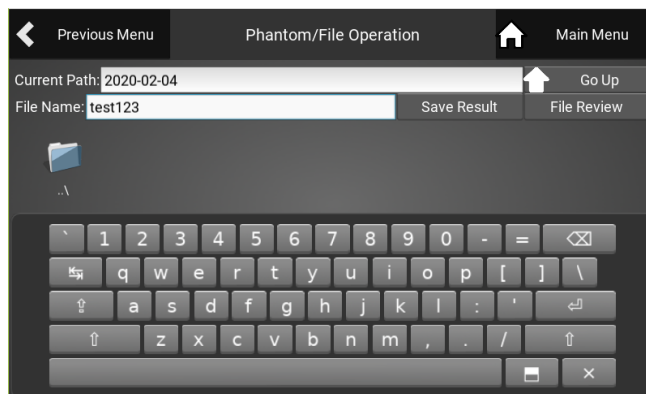 Previous Menu Phantom/File Operation Main Menu
Current Path: 2020-02-04 Go Up
File Name: test123 Save Result File Review
..\
` 1 2 3 4 5 6 7 8 9 0 - =
q w e r t y u i o p [ ] \
a s d f g h j k l : '
z x c v b n m , . /